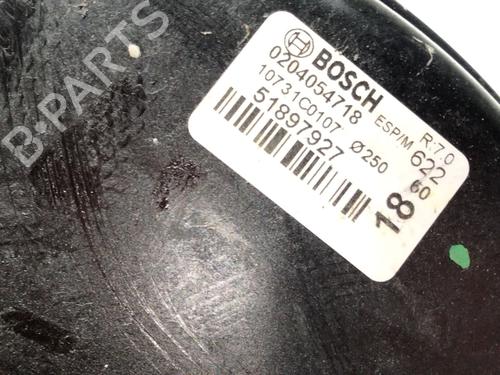 BOSCH
0204054718
10731C0107
51897927
R:7.0
ESP/M 622
Ø250 60
18
B-PARTS